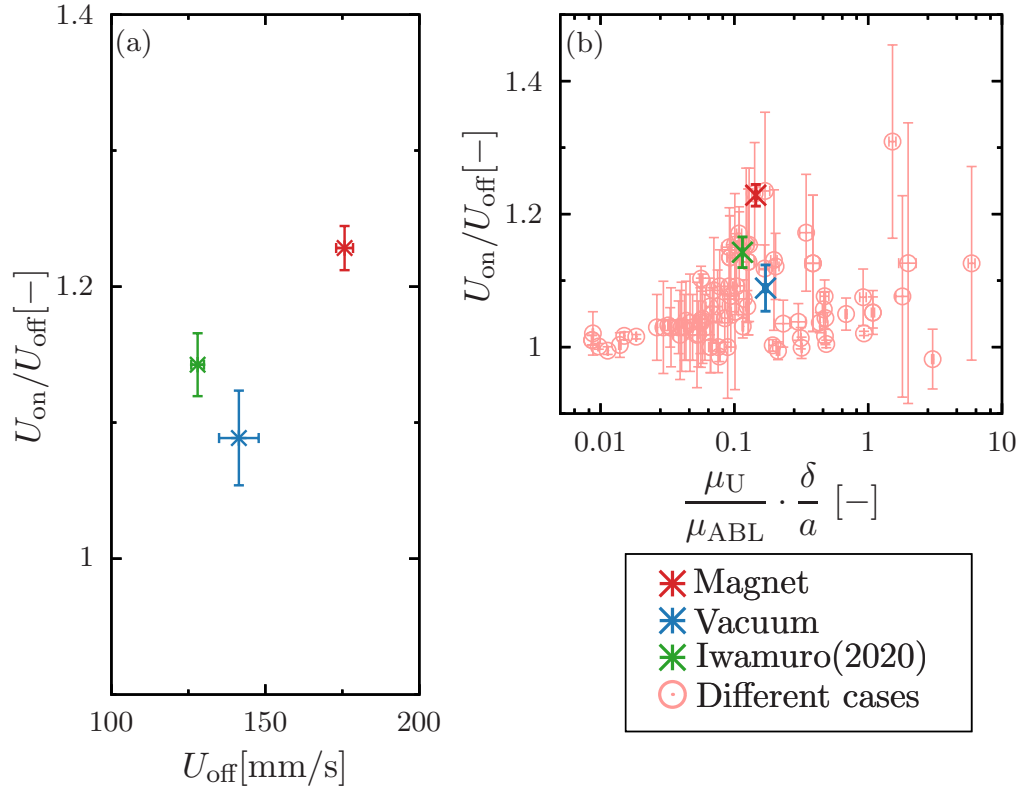 (a)
1.4
1.2
1
U_on/U_off[−]
100 150 200
U_off[mm/s]
(b)
1.4
1.2
1
U_on/U_off[−]
0.01 0.1 1 10
μ_U/μ_ABL · δ/a [−]
Magnet
Vacuum
Iwamuro(2020)
Different cases